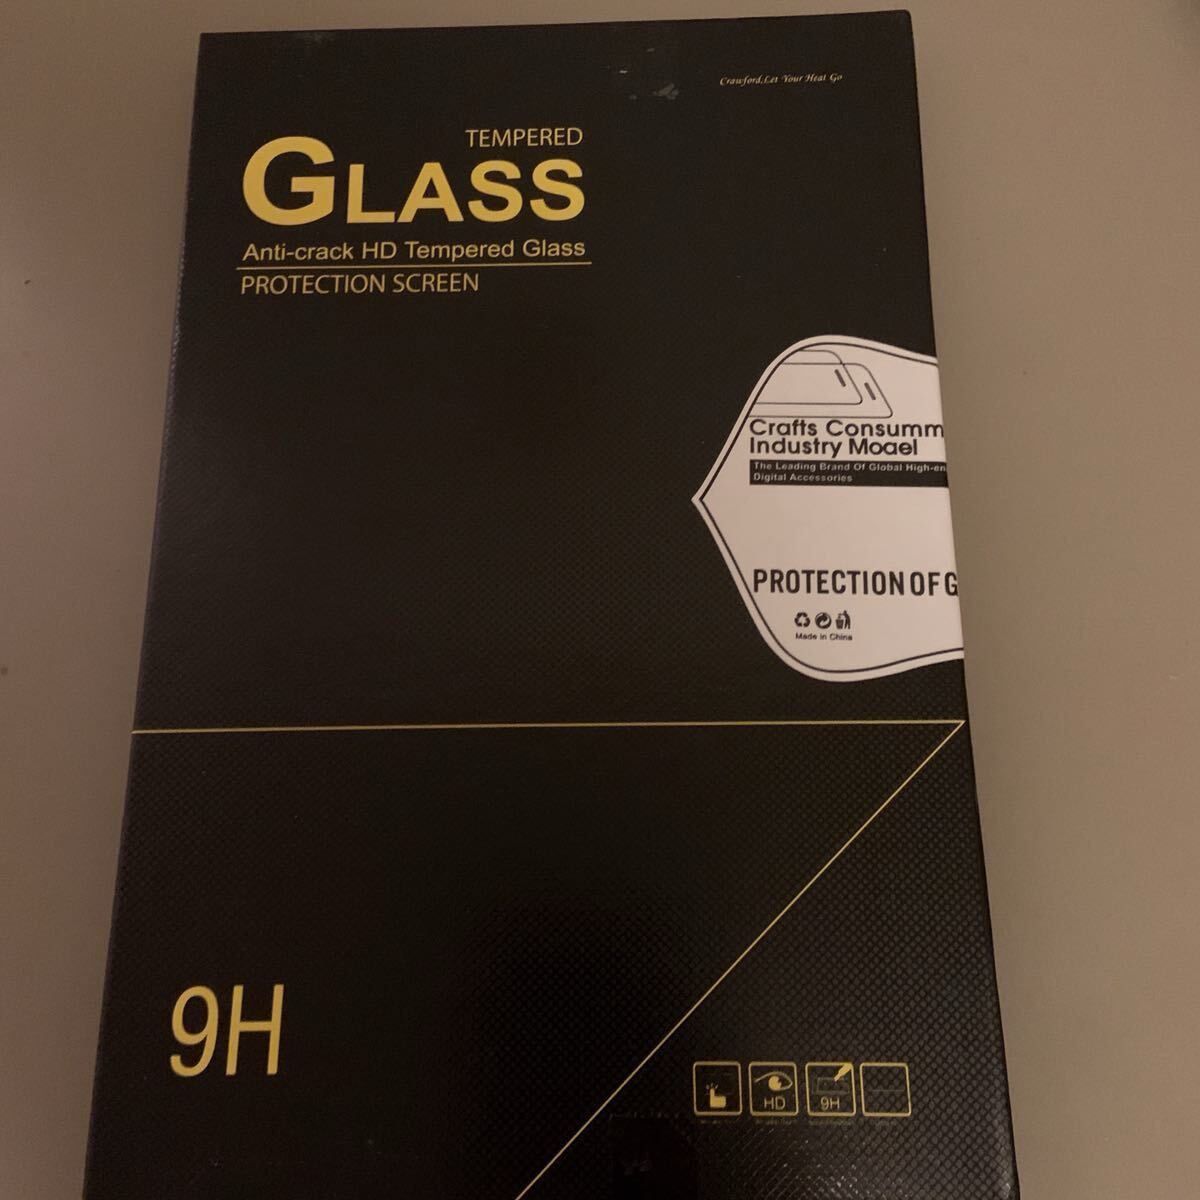 Crawford.Let Your Heat Go
TEMPERED
GLASS
Anti-crack HD Tempered Glass
PROTECTION SCREEN
Crafts Consumm
Industry Moael
The Leading Brand Of Global High-en
Digital Accessories
PROTECTION OF G
Made in China
9H
HD
9H